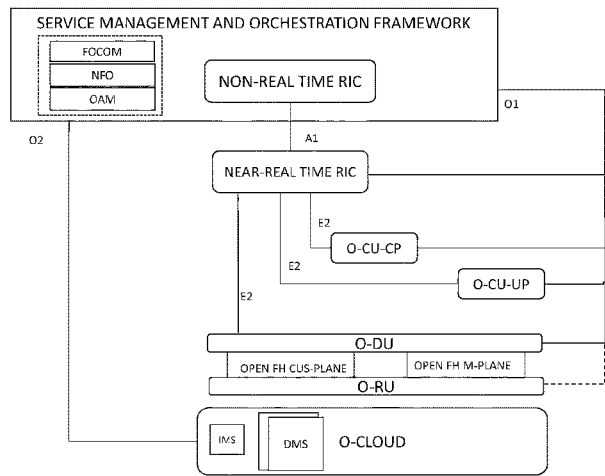 SERVICE MANAGEMENT AND ORCHESTRATION FRAMEWORK
FOCOM
NFO
OAM
NON-REAL TIME RIC
O1
O2
A1
NEAR-REAL TIME RIC
E2
O-CU-CP
E2
O-CU-UP
E2
O-DU
OPEN FH CUS-PLANE
OPEN FH M-PLANE
O-RU
IMS
DMS
O-CLOUD